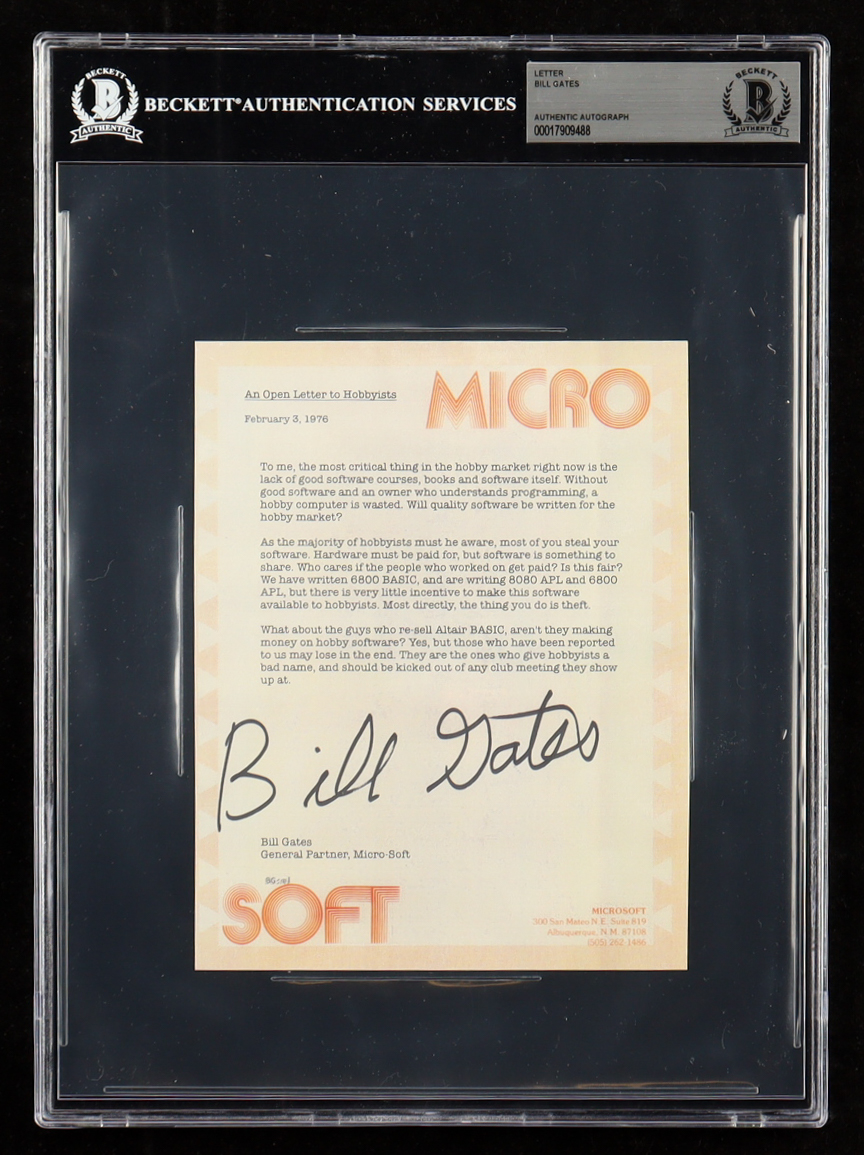 BECKETT
B
AUTHENTIC
BECKETT® AUTHENTICATION SERVICES
LETTER
BILL GATES
AUTHENTIC AUTOGRAPH
00017909488
BECKETT
B
AUTHENTIC
MICRO
An Open Letter to Hobbyists
February 3, 1976
To me, the most critical thing in the hobby market right now is the
lack of good software courses, books and software itself. Without
good software and an owner who understands programming, a
hobby computer is wasted. Will quality software be written for the
hobby market?
As the majority of hobbyists must be aware, most of you steal your
software. Hardware must be paid for, but software is something to
share. Who cares if the people who worked on get paid? Is this fair?
We have written 6800 BASIC, and are writing 8080 APL and 6800
APL, but there is very little incentive to make this software
available to hobbyists. Most directly, the thing you do is theft.
What about the guys who re-sell Altair BASIC, aren't they making
money on hobby software? Yes, but those who have been reported
to us may lose in the end. They are the ones who give hobbyists a
bad name, and should be kicked out of any club meeting they show
up at.
Bill Gates
Bill Gates
General Partner, Micro-Soft
SOFT
MICROSOFT
300 San Mateo N.E. Suite 819
Albuquerque, N.M. 87108
(505) 262-1486